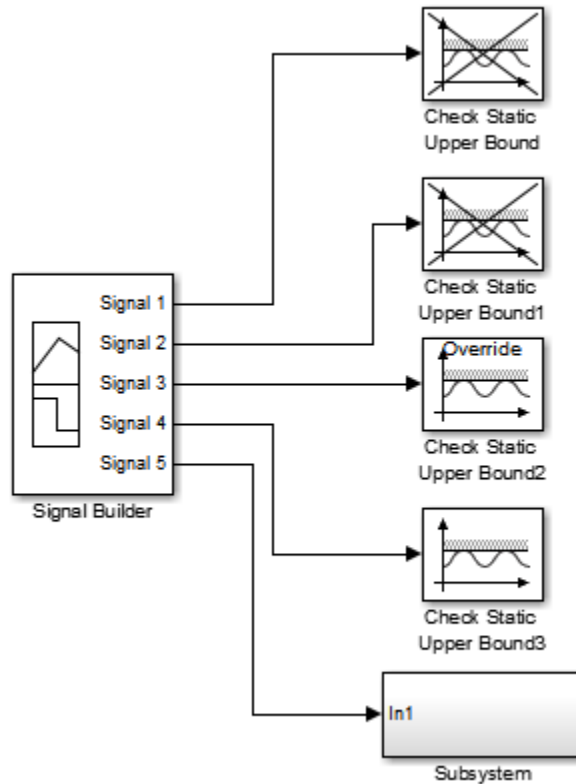 Check Static
Upper Bound
Signal 1
Signal 2
Signal 3
Signal 4
Signal 5
Signal Builder
Check Static
Upper Bound1
Override
Check Static
Upper Bound2
Check Static
Upper Bound3
In1
Subsystem